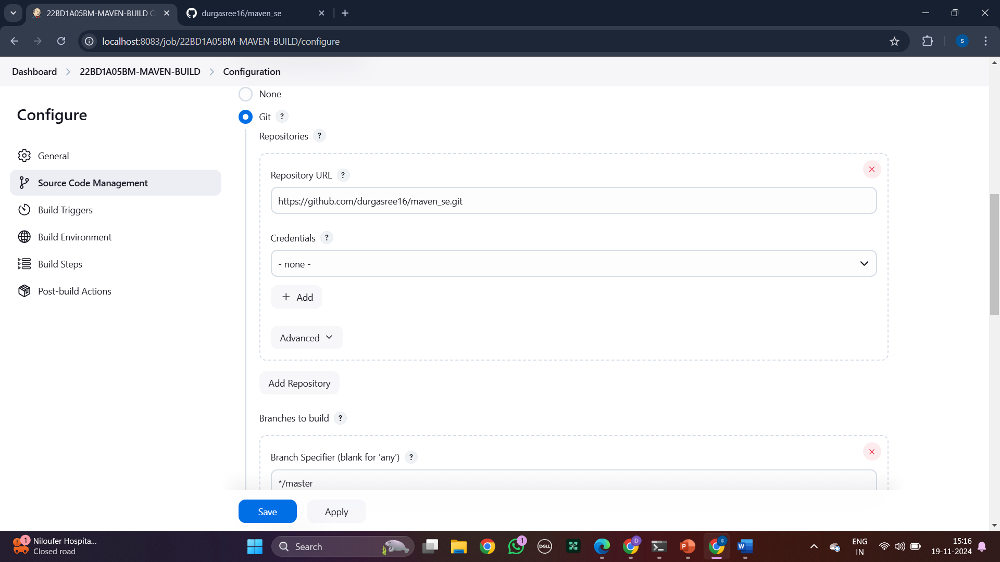 22BD1A05BM-MAVEN-BUILD C
durgasree16/maven_se
localhost:8083/job/22BD1A05BM-MAVEN-BUILD/configure
S
Dashboard
22BD1A05BM-MAVEN-BUILD
Configuration
Configure
General
Source Code Management
Build Triggers
Build Environment
Build Steps
Post-build Actions
None
Git ?
Repositories ?
Repository URL ?
https://github.com/durgasree16/maven_se.git
Credentials ?
- none -
+ Add
Advanced
Add Repository
Branches to build ?
Branch Specifier (blank for 'any') ?
*/master
Save
Apply
1
Niloufer Hospita...
Closed road
Search
1
DELL
D
P
S
W
ENG
IN
15:16
19-11-2024